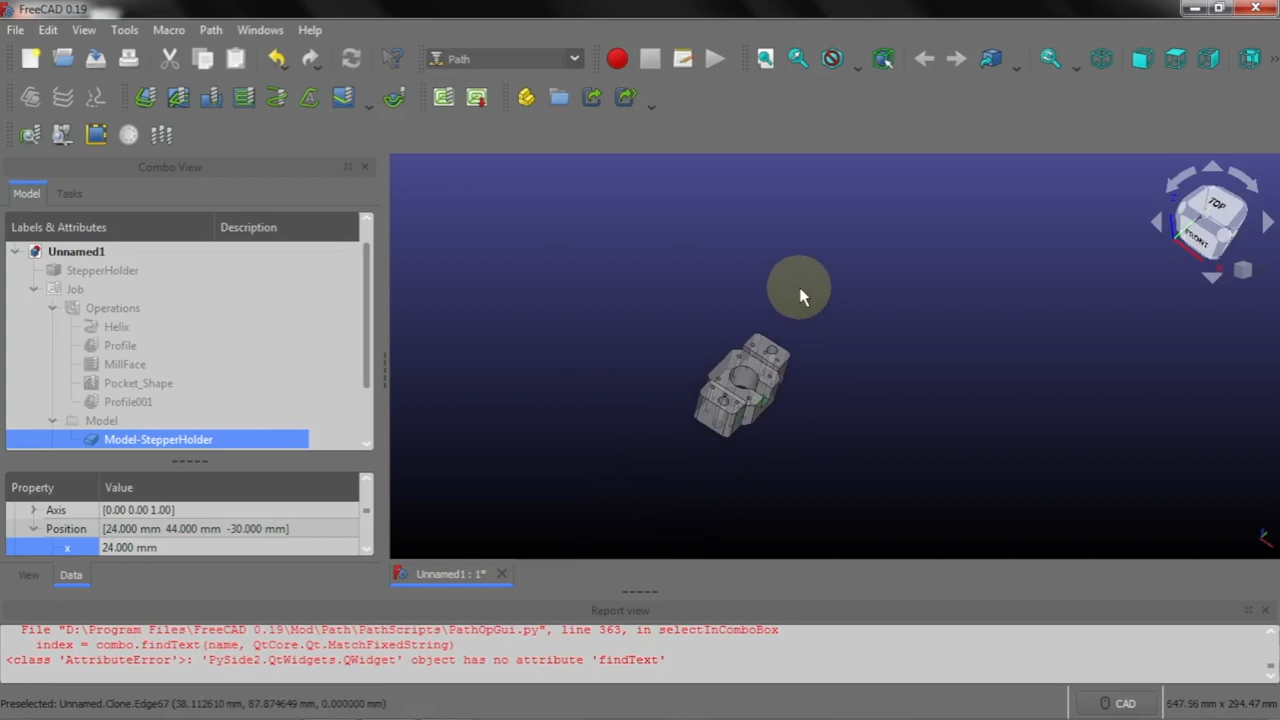 FreeCAD 0.19
File Edit View Tools Macro Path Windows Help
Path
Combo View
Model Tasks
Labels & Attributes Description
Unnamed1
StepperHolder
Job
Operations
Helix
Profile
MillFace
Pocket_Shape
Profile001
Model
Model-StepperHolder
Property Value
Axis [0.00 0.00 1.00]
Position [24.000 mm 44.000 mm -30.000 mm]
x 24.000 mm
View Data
TOP
FRONT
Unnamed1 : 1*
Report view
File "D:\Program Files\FreeCAD 0.19\Mod\Path\PathScripts\PathOpGui.py", line 363, in selectInComboBox
index = combo.findText(name, QtCore.Qt.MatchFixedString)
<class 'AttributeError'>: 'PySide2.QtWidgets.QWidget' object has no attribute 'findText'
Preselected: Unnamed.Clone.Edge67 (38.112610 mm, 87.874649 mm, 0.000000 mm)
CAD
647.56 mm x 294.47 mm